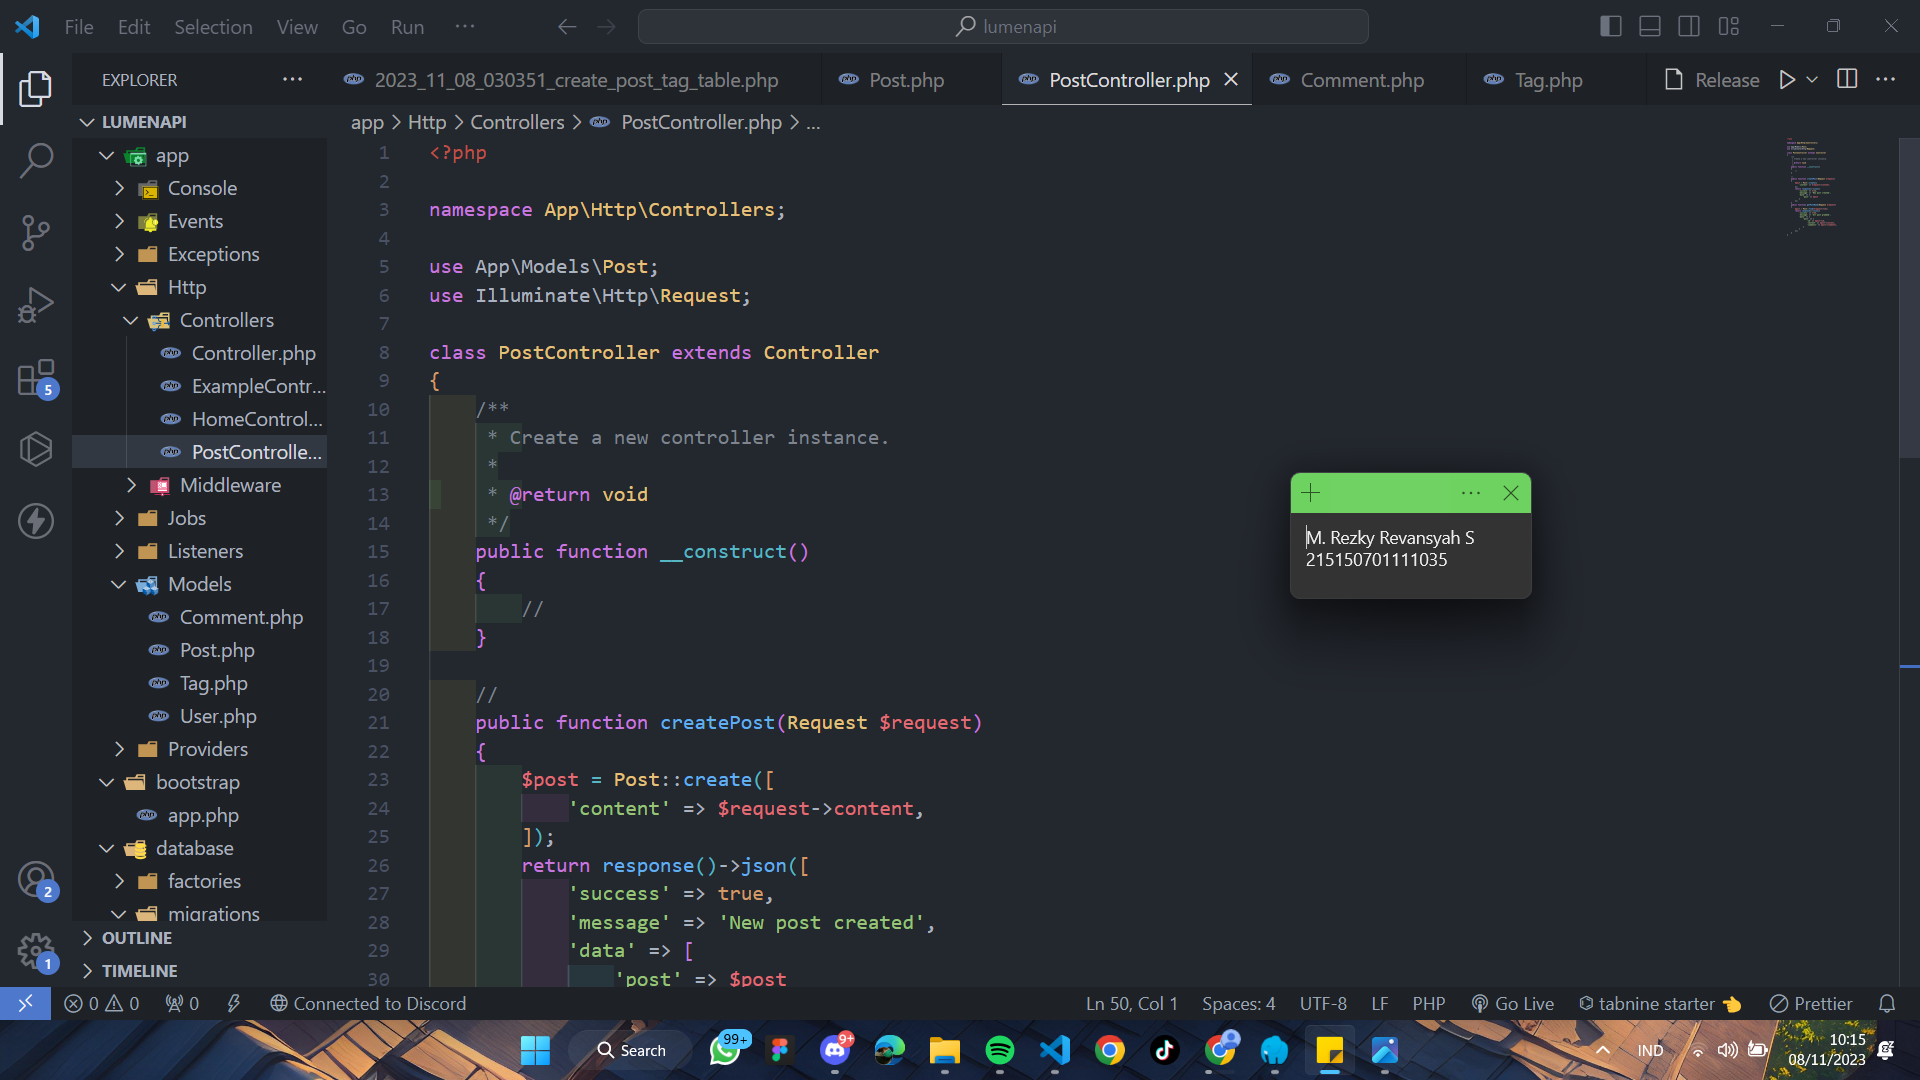 File Edit Selection View Go Run ··· lumenapi
EXPLORER ···
2023_11_08_030351_create_post_tag_table.php Post.php PostController.php Comment.php Tag.php Release ···
LUMENAPI
app
Console
Events
Exceptions
Http
Controllers
Controller.php
ExampleContr...
HomeControl...
PostControlle...
Middleware
Jobs
Listeners
Models
Comment.php
Post.php
Tag.php
User.php
Providers
bootstrap
app.php
database
factories
migrations
OUTLINE
TIMELINE
5
2
1
app > Http > Controllers > PostController.php > ...
1 <?php
2
3 namespace App\Http\Controllers;
4
5 use App\Models\Post;
6 use Illuminate\Http\Request;
7
8 class PostController extends Controller
9 {
10 /**
11 * Create a new controller instance.
12 *
13 * @return void
14 */
15 public function __construct()
16 {
17 //
18 }
19
20 //
21 public function createPost(Request $request)
22 {
23 $post = Post::create([
24 'content' => $request->content,
25 ]);
26 return response()->json([
27 'success' => true,
28 'message' => 'New post created',
29 'data' => [
30 'post' => $post
M. Rezky Revansyah S
215150701111035
0 0 0 Connected to Discord Ln 50, Col 1 Spaces: 4 UTF-8 LF PHP Go Live tabnine starter Prettier
Search 99+ 9+ IND 10:15
08/11/2023